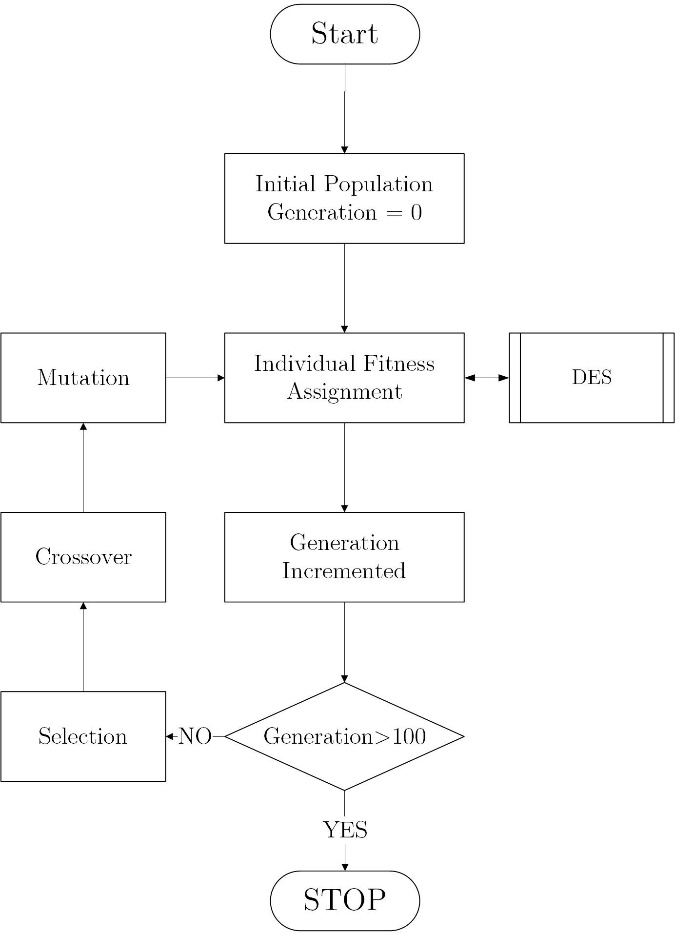 Start
Initial Population
Generation = 0
Mutation
Individual Fitness
Assignment
DES
Crossover
Generation
Incremented
Selection
NO
Generation>100
YES
STOP